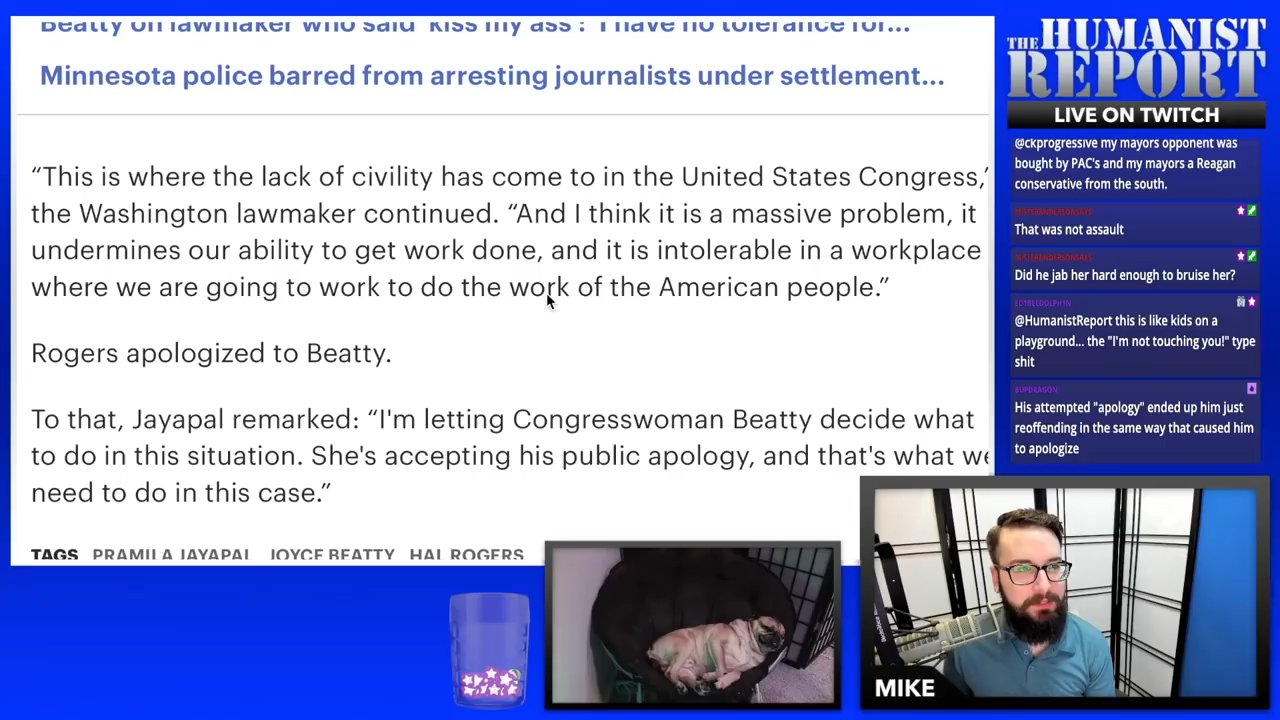 Beatty on lawmaker who said 'kiss my ass': 'I have no tolerance for...
Minnesota police barred from arresting journalists under settlement...
“This is where the lack of civility has come to in the United States Congress,”
the Washington lawmaker continued. “And I think it is a massive problem, it
undermines our ability to get work done, and it is intolerable in a workplace
where we are going to work to do the work of the American people.”
Rogers apologized to Beatty.
To that, Jayapal remarked: “I'm letting Congresswoman Beatty decide what
to do in this situation. She's accepting his public apology, and that's what we
need to do in this case.”
TAGS PRAMILA JAYAPAL JOYCE BEATTY HAL ROGERS
THE HUMANIST
REPORT
LIVE ON TWITCH
@ckprogressive my mayors opponent was
bought by PAC's and my mayors a Reagan
conservative from the south.
That was not assault
Did he jab her hard enough to bruise her?
@HumanistReport this is like kids on a
playground... the "I'm not touching you!" type
shit
His attempted "apology" ended up him just
reoffending in the same way that caused him
to apologize
MIKE